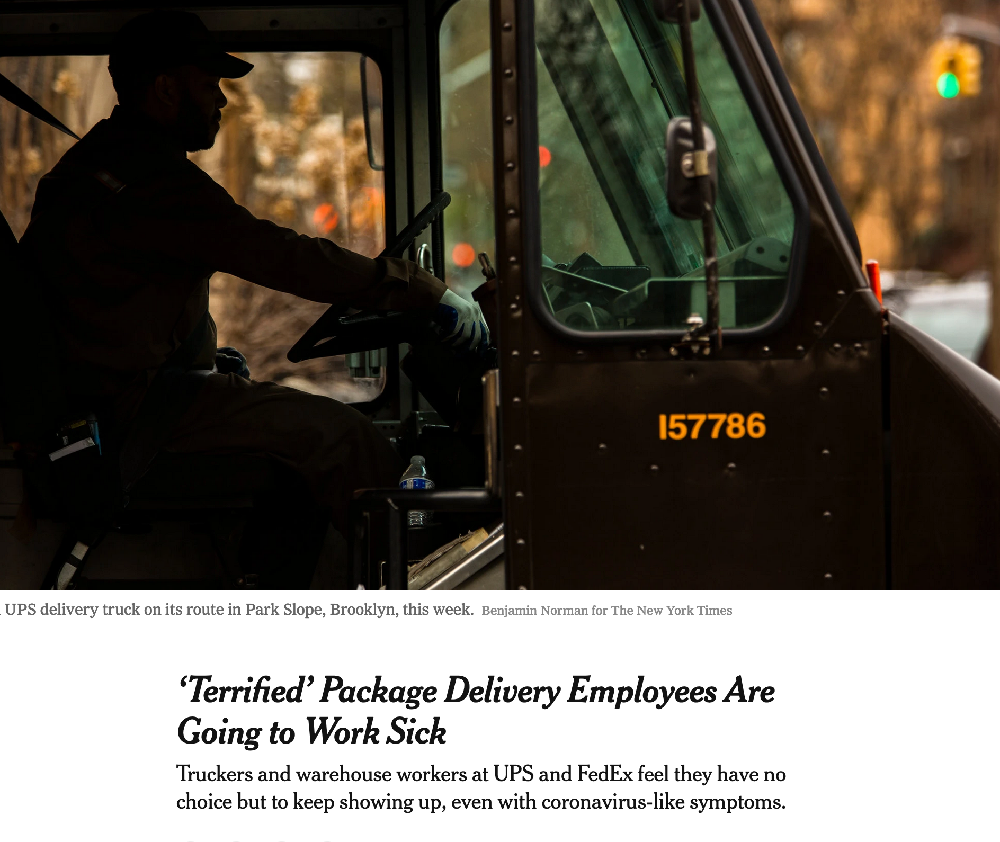 I57786
UPS delivery truck on its route in Park Slope, Brooklyn, this week. Benjamin Norman for The New York Times
‘Terrified’ Package Delivery Employees Are
Going to Work Sick
Truckers and warehouse workers at UPS and FedEx feel they have no
choice but to keep showing up, even with coronavirus-like symptoms.